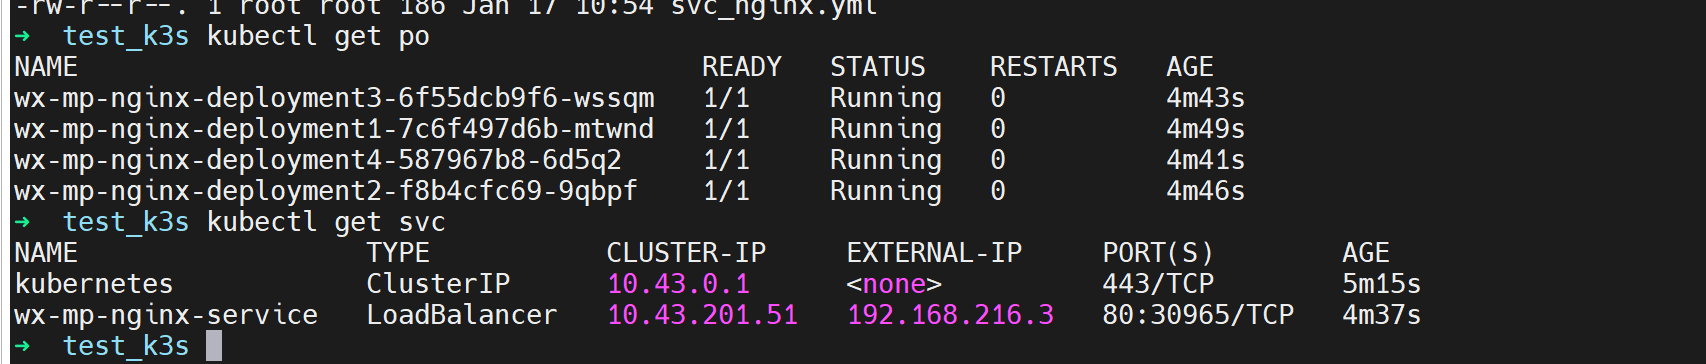 -rw-r--r--. 1 root root 186 Jan 17 10:54 svc_nginx.yml
➜  test_k3s kubectl get po
NAME                                       READY   STATUS    RESTARTS   AGE
wx-mp-nginx-deployment3-6f55dcb9f6-wssqm   1/1     Running   0          4m43s
wx-mp-nginx-deployment1-7c6f497d6b-mtwnd   1/1     Running   0          4m49s
wx-mp-nginx-deployment4-587967b8-6d5q2     1/1     Running   0          4m41s
wx-mp-nginx-deployment2-f8b4cfc69-9qbpf    1/1     Running   0          4m46s
➜  test_k3s kubectl get svc
NAME                  TYPE           CLUSTER-IP     EXTERNAL-IP     PORT(S)        AGE
kubernetes            ClusterIP      10.43.0.1      <none>          443/TCP        5m15s
wx-mp-nginx-service   LoadBalancer   10.43.201.51   192.168.216.3   80:30965/TCP   4m37s
➜  test_k3s